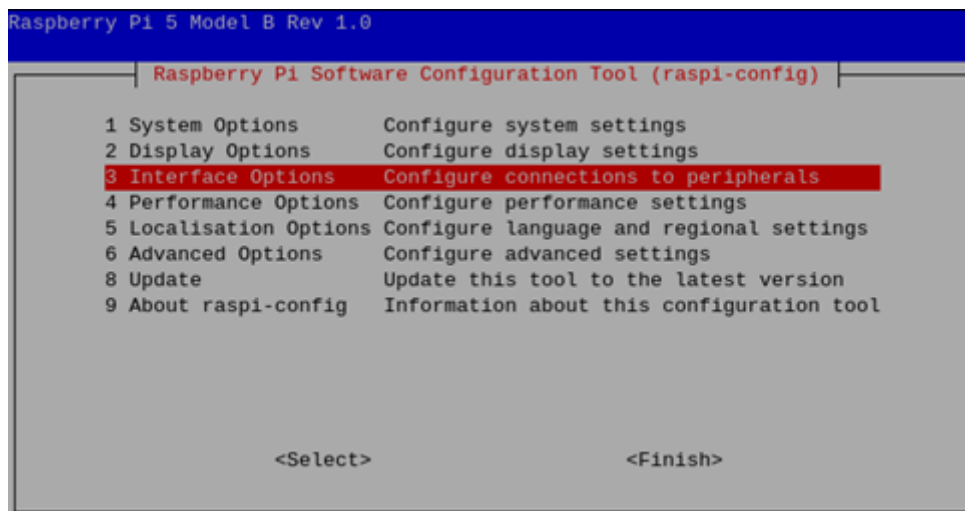 Raspberry Pi 5 Model B Rev 1.0
Raspberry Pi Software Configuration Tool (raspi-config)
1 System Options Configure system settings
2 Display Options Configure display settings
3 Interface Options Configure connections to peripherals
4 Performance Options Configure performance settings
5 Localisation Options Configure language and regional settings
6 Advanced Options Configure advanced settings
8 Update Update this tool to the latest version
9 About raspi-config Information about this configuration tool
<Select> <Finish>